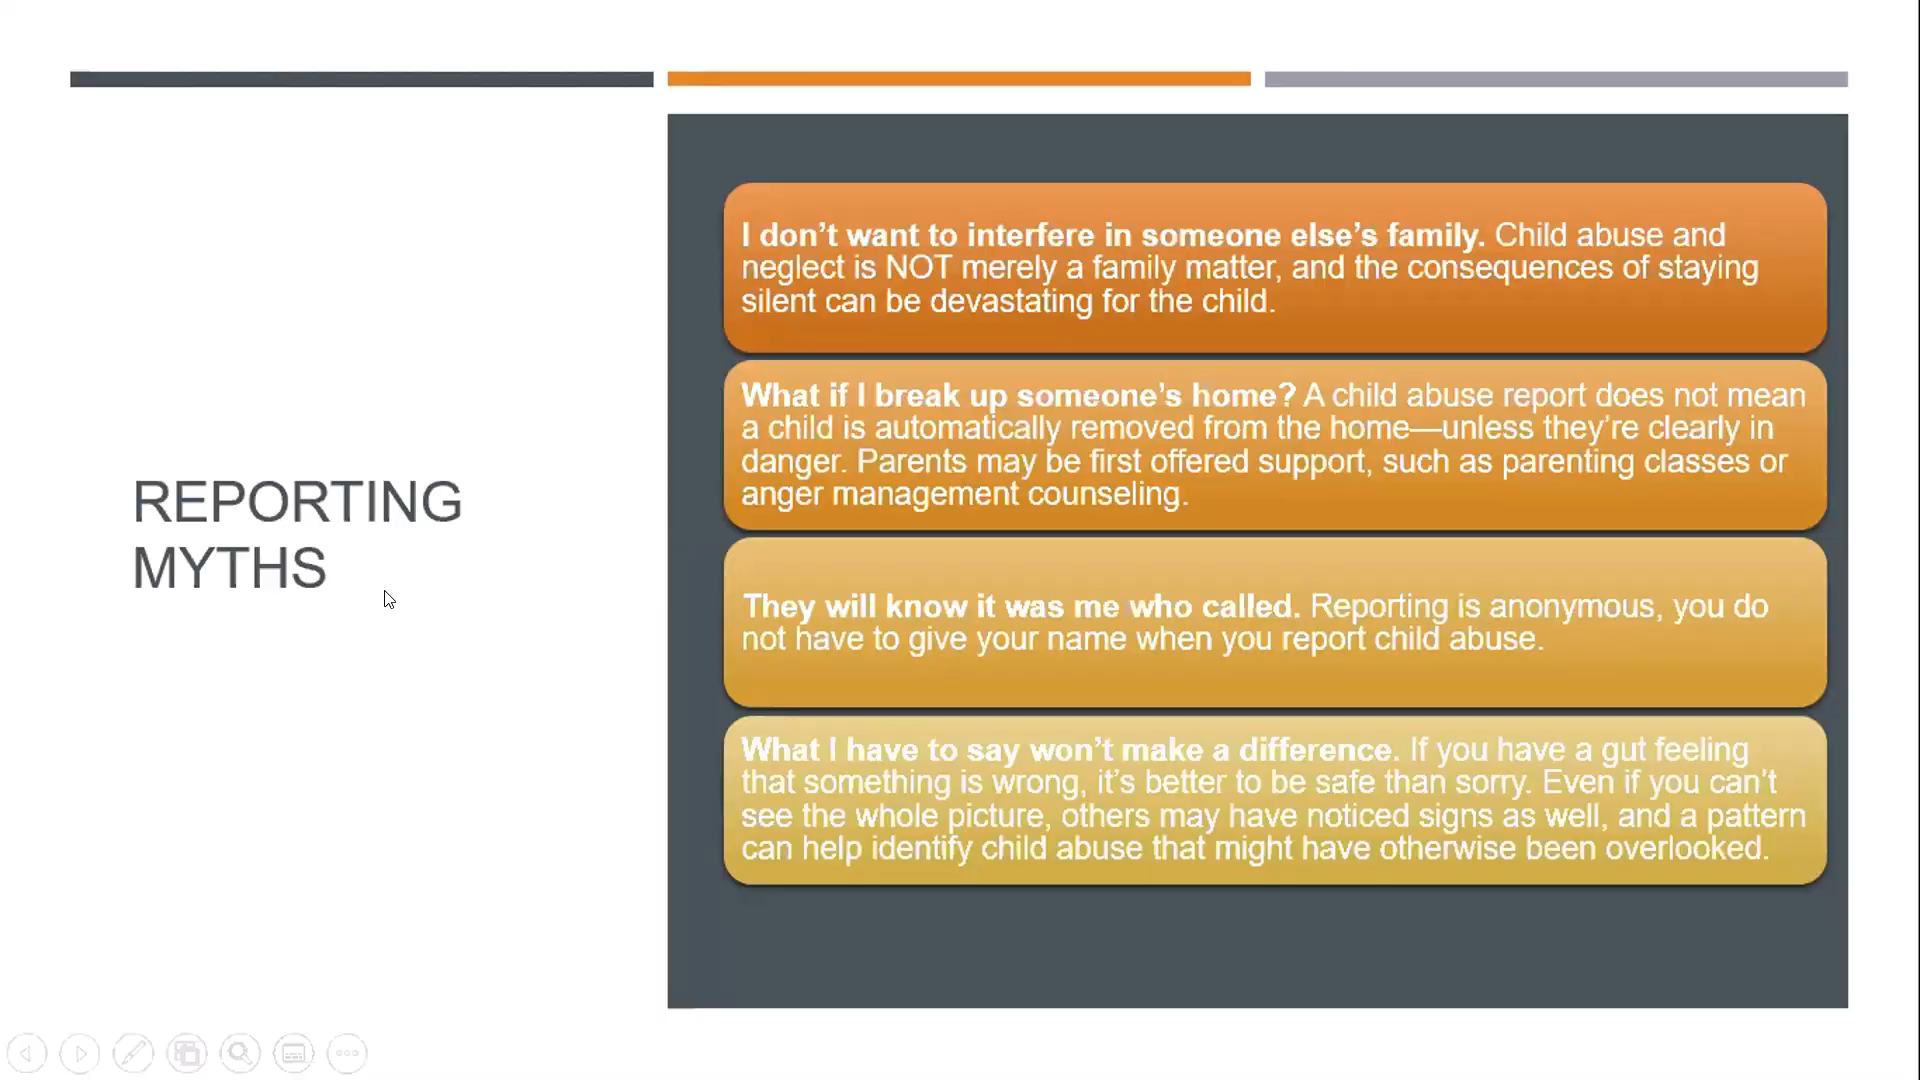 REPORTING
MYTHS
I don’t want to interfere in someone else’s family. Child abuse and
neglect is NOT merely a family matter, and the consequences of staying
silent can be devastating for the child.
What if I break up someone’s home? A child abuse report does not mean
a child is automatically removed from the home—unless they’re clearly in
danger. Parents may be first offered support, such as parenting classes or
anger management counseling.
They will know it was me who called. Reporting is anonymous, you do
not have to give your name when you report child abuse.
What I have to say won’t make a difference. If you have a gut feeling
that something is wrong, it’s better to be safe than sorry. Even if you can’t
see the whole picture, others may have noticed signs as well, and a pattern
can help identify child abuse that might have otherwise been overlooked.